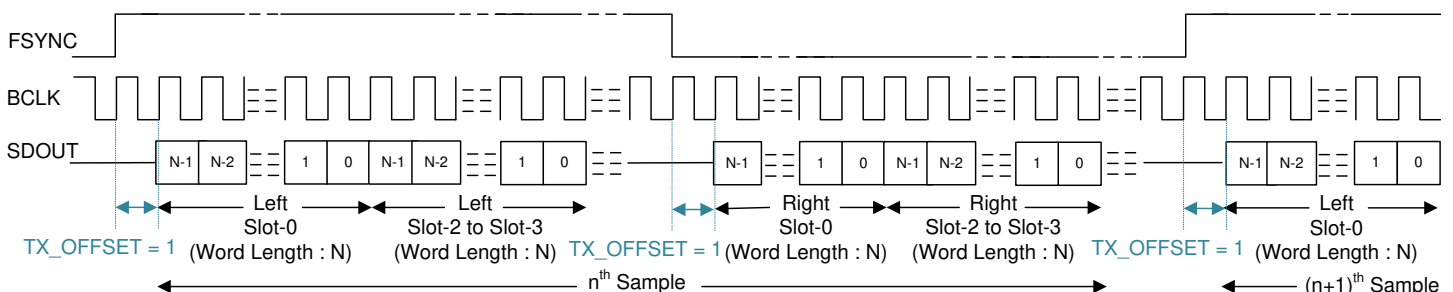 FSYNC
BCLK
SDOUT
N-1 N-2 1 0 N-1 N-2 1 0 N-1 1 0 N-1 N-2 1 0 N-1 N-2 1 0
Left Left Right Right Left
Slot-0 Slot-2 to Slot-3 Slot-0 Slot-2 to Slot-3 Slot-0
TX_OFFSET = 1 (Word Length : N) (Word Length : N) TX_OFFSET = 1 (Word Length : N) (Word Length : N) TX_OFFSET = 1 (Word Length : N)
nth Sample (n+1)th Sample